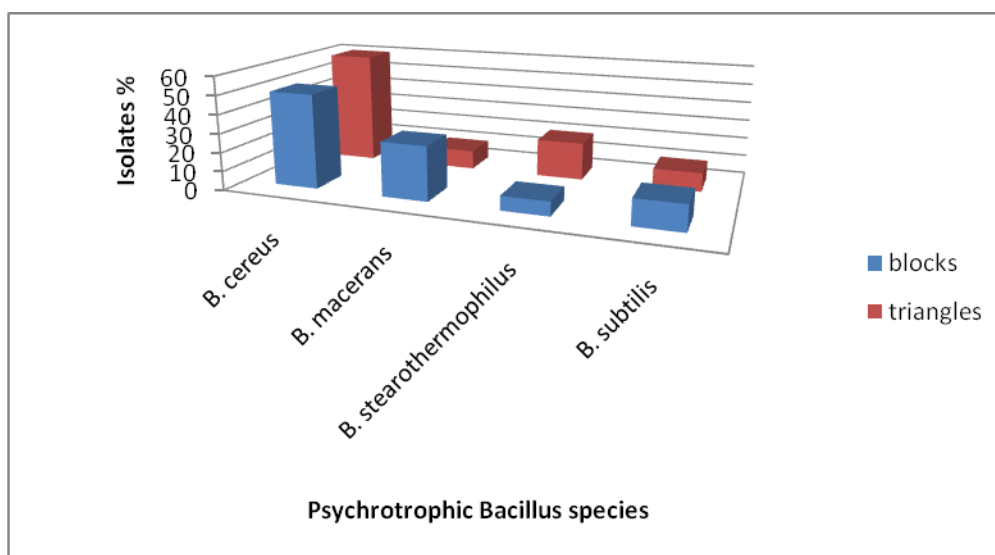 Isolates %
60
50
40
30
20
10
0
B. cereus
B. macerans
B. stearothermophilus
B. subtilis
blocks
triangles
Psychrotrophic Bacillus species